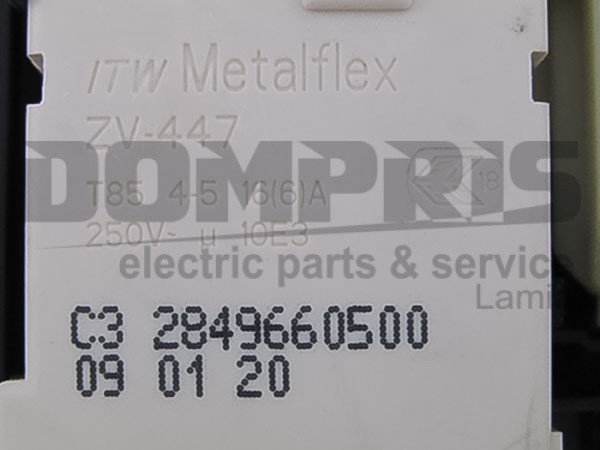 ITW Metalflex
ZV-447
DOMPRIS
T85 4-5 16(6)A
18
250V~ µ 10E3
electric parts & service
Lamii
C3 2849660500
09 01 20